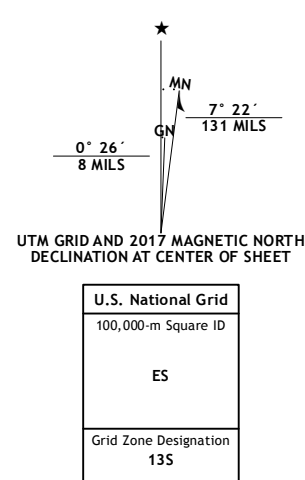 ★
MN
7° 22´
131 MILS
GN
0° 26´
8 MILS
UTM GRID AND 2017 MAGNETIC NORTH
DECLINATION AT CENTER OF SHEET
U.S. National Grid
100,000-m Square ID
ES
Grid Zone Designation
13S